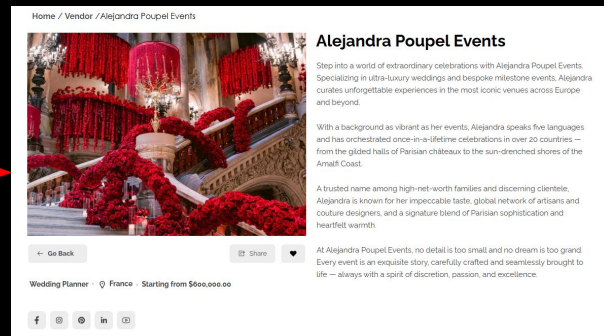 Home / Vendor /Alejandra Poupel Events
Alejandra Poupel Events
Step into a world of extraordinary celebrations with Alejandra Poupel Events.
Specializing in ultra-luxury weddings and bespoke milestone events, Alejandra
curates unforgettable experiences in the most iconic venues across Europe
and beyond.
With a background as vibrant as her events, Alejandra speaks five languages
and has orchestrated once-in-a-lifetime celebrations in over 20 countries —
from the gilded halls of Parisian châteaux to the sun-drenched shores of the
Amalfi Coast.
A trusted name among high-net-worth families and discerning clientele,
Alejandra is known for her impeccable taste, global network of artisans and
couture designers, and a signature blend of Parisian sophistication and
heartfelt warmth.
At Alejandra Poupel Events, no detail is too small and no dream is too grand.
Every event is an exquisite story, carefully crafted and seamlessly brought to
life — always with a spirit of discretion, passion, and excellence.
← Go Back
Share
Wedding Planner · France · Starting from $600,000.00